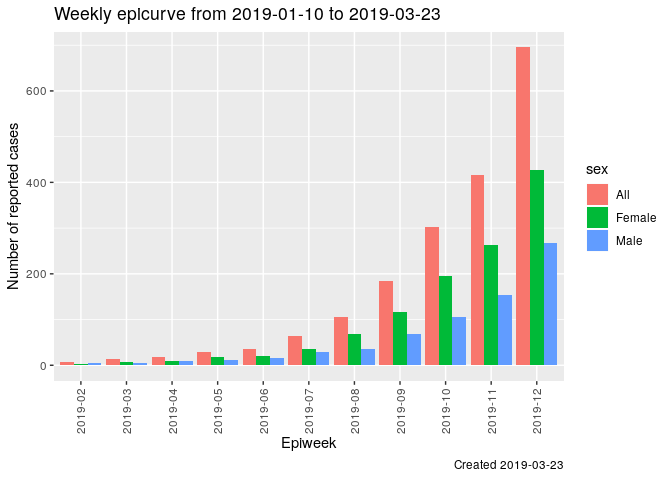 Weekly epicurve from 2019-01-10 to 2019-03-23
Number of reported cases
600
400
200
0
2019-02
2019-03
2019-04
2019-05
2019-06
2019-07
2019-08
2019-09
2019-10
2019-11
2019-12
Epiweek
sex
All
Female
Male
Created 2019-03-23